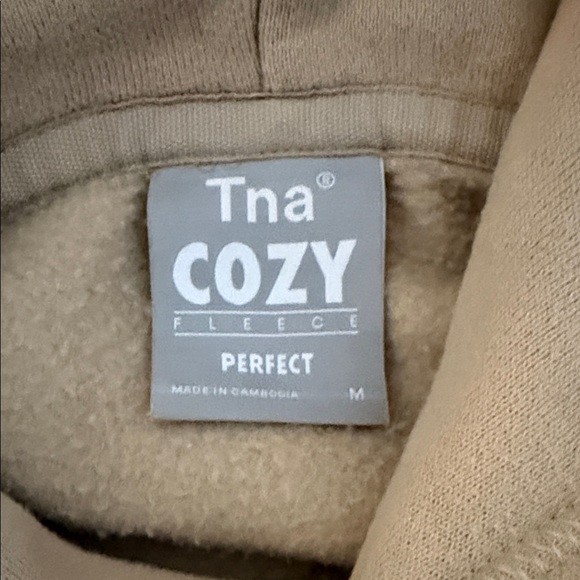 Tna®
COZY
FLEECE
PERFECT
MADE IN CAMBODIA M